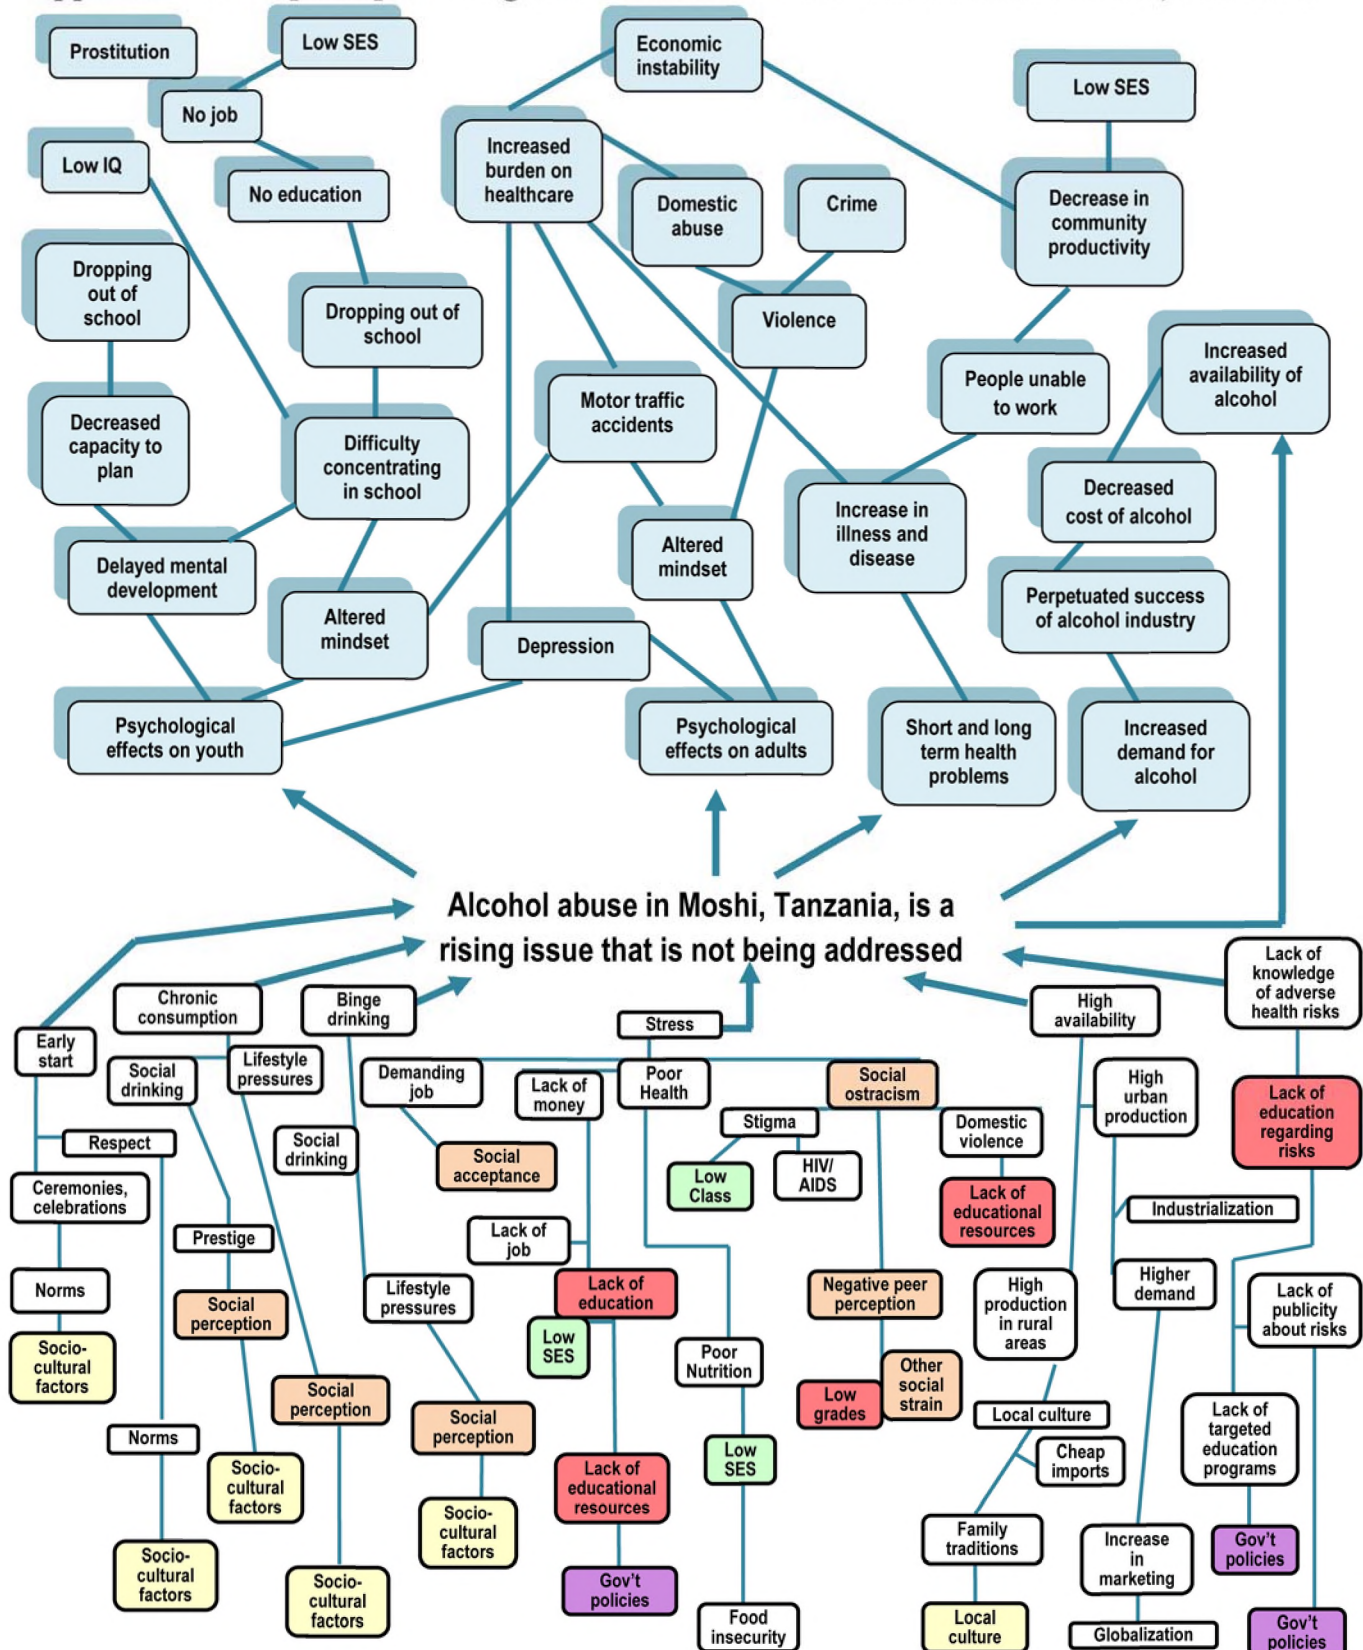 Prostitution
Low SES
Economic
instability
Low SES
No job
Low IQ
No education
Increased
burden on
healthcare
Domestic
abuse
Crime
Decrease in
community
productivity
Dropping
out of
school
Dropping out of
school
Violence
Increased
availability of
alcohol
People unable
to work
Decreased
capacity to
plan
Difficulty
concentrating
in school
Motor traffic
accidents
Decreased
cost of alcohol
Increase in
illness and
disease
Altered
mindset
Delayed mental
development
Perpetuated success
of alcohol industry
Altered
mindset
Depression
Psychological
effects on youth
Psychological
effects on adults
Short and long
term health
problems
Increased
demand for
alcohol
Alcohol abuse in Moshi, Tanzania, is a
rising issue that is not being addressed
Lack of
knowledge
of adverse
health risks
Chronic
consumption
Binge
drinking
Stress
High
availability
Early
start
Social
drinking
Lifestyle
pressures
Demanding
job
Lack of
money
Poor
Health
Social
ostracism
High
urban
production
Lack of
education
regarding
risks
Respect
Social
drinking
Social
acceptance
Stigma
Domestic
violence
Low
Class
HIV/
AIDS
Ceremonies,
celebrations
Lack of
educational
resources
Industrialization
Prestige
Lack of
job
Norms
Social
perception
Lifestyle
pressures
Lack of
education
Negative peer
perception
High
production
in rural
areas
Higher
demand
Lack of
publicity
about risks
Socio-
cultural
factors
Low
SES
Poor
Nutrition
Other
social
strain
Low
grades
Social
perception
Social
perception
Local culture
Lack of
targeted
education
programs
Norms
Cheap
imports
Low
SES
Socio-
cultural
factors
Lack of
educational
resources
Socio-
cultural
factors
Family
traditions
Increase
in
marketing
Gov't
policies
Socio-
cultural
factors
Socio-
cultural
factors
Gov't
policies
Food
insecurity
Local
culture
Globalization
Gov't
policies